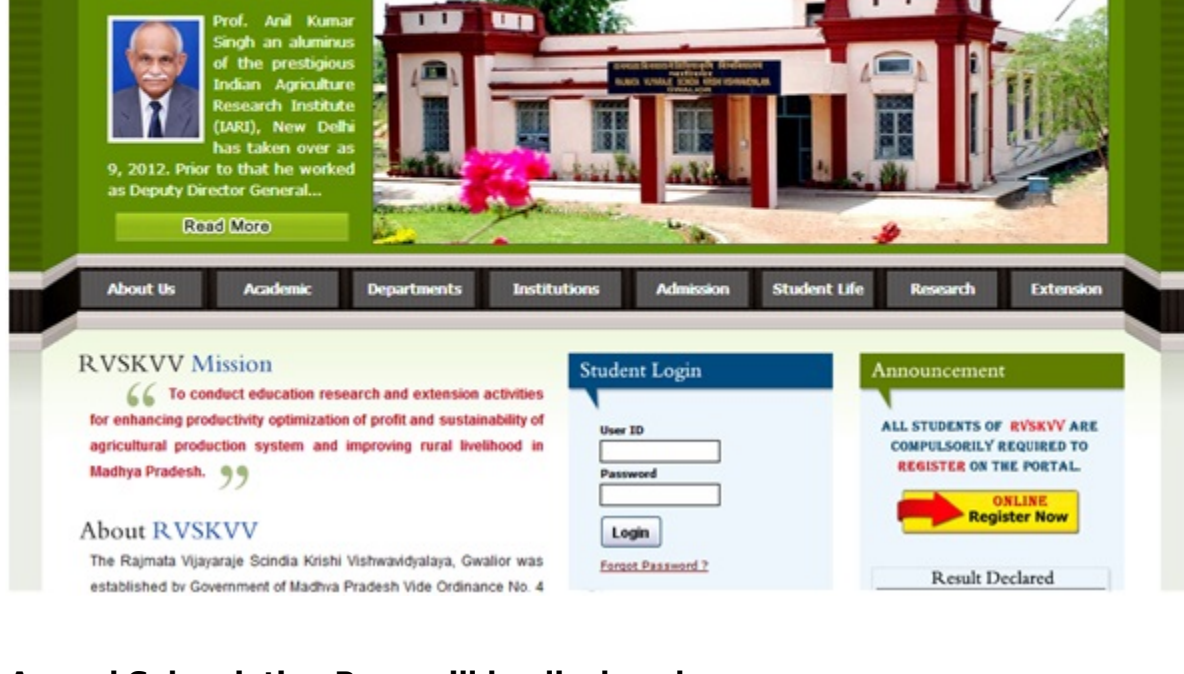 Prof. Anil Kumar
Singh an aluminus
of the prestigious
Indian Agriculture
Research Institute
(IARI), New Delhi
has taken over as
9, 2012. Prior to that he worked
as Deputy Director General...
Read More
About Us
Academic
Departments
Institutions
Admission
Student Life
Research
Extension
RVSKVV Mission
“ To conduct education research and extension activities
for enhancing productivity optimization of profit and sustainability of
agricultural production system and improving rural livelihood in
Madhya Pradesh. ”
About RVSKVV
The Rajmata Vijayaraje Scindia Krishi Vishwavidyalaya, Gwalior was
established by Government of Madhya Pradesh Vide Ordinance No. 4
Student Login
User ID
Password
Login
Forgot Password ?
Announcement
ALL STUDENTS OF RVSKVV ARE
COMPULSORILY REQUIRED TO
REGISTER ON THE PORTAL.
ONLINE
Register Now
Result Declared